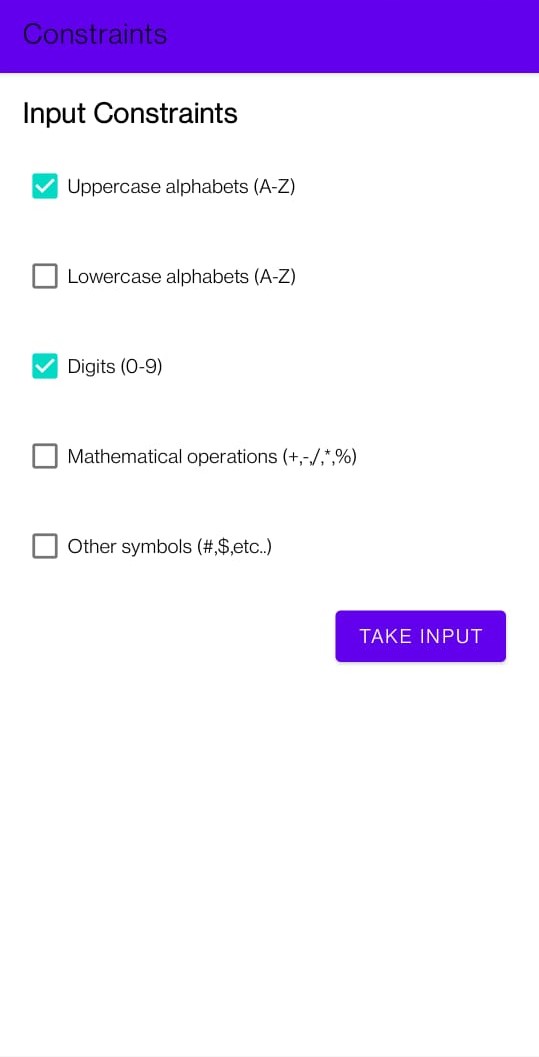 Constraints
Input Constraints
Uppercase alphabets (A-Z)
Lowercase alphabets (A-Z)
Digits (0-9)
Mathematical operations (+,-,/,*,%)
Other symbols (#,$,etc..)
TAKE INPUT